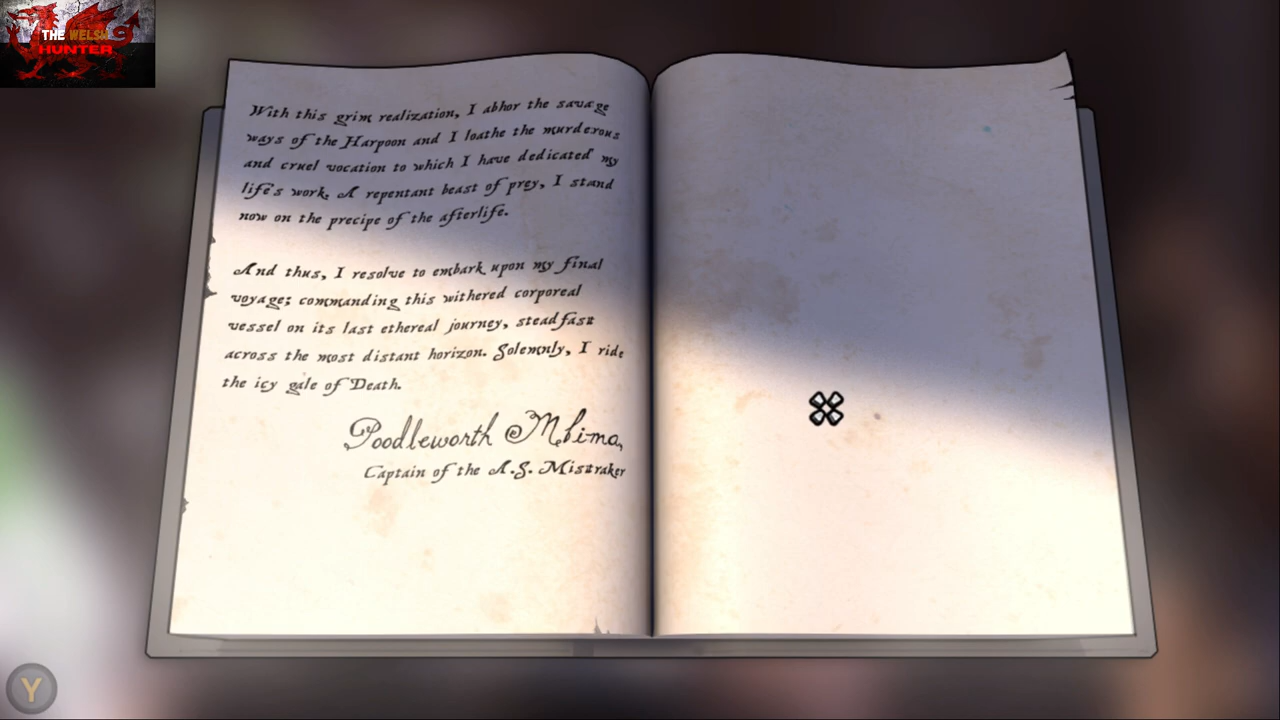 THE WELSH
HUNTER
With this grim realization, I abhor the savage
ways of the Harpoon and I loathe the murderous
and cruel vocation to which I have dedicated my
life's work. A repentant beast of prey, I stand
now on the precipe of the afterlife.
And thus, I resolve to embark upon my final
voyage; commanding this withered corporeal
vessel on its last ethereal journey, steadfast
across the most distant horizon. Solemnly, I ride
the icy gale of Death.
Poodleworth Mbima,
Captain of the A.S. Mistraker
Y